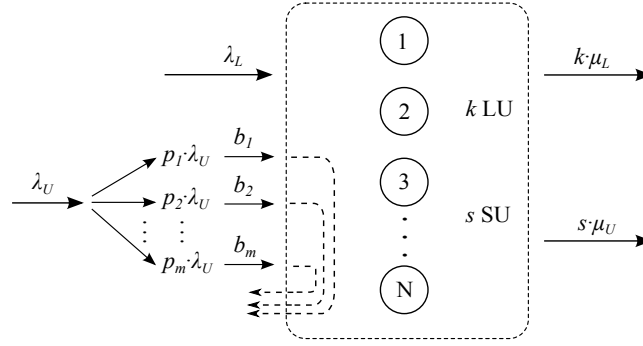 λ_L
λ_U
p_1·λ_U
p_2·λ_U
⋮ ⋮
p_m·λ_U
b_1
b_2
b_m
1
2
3
⋮
N
k LU
s SU
k·μ_L
s·μ_U